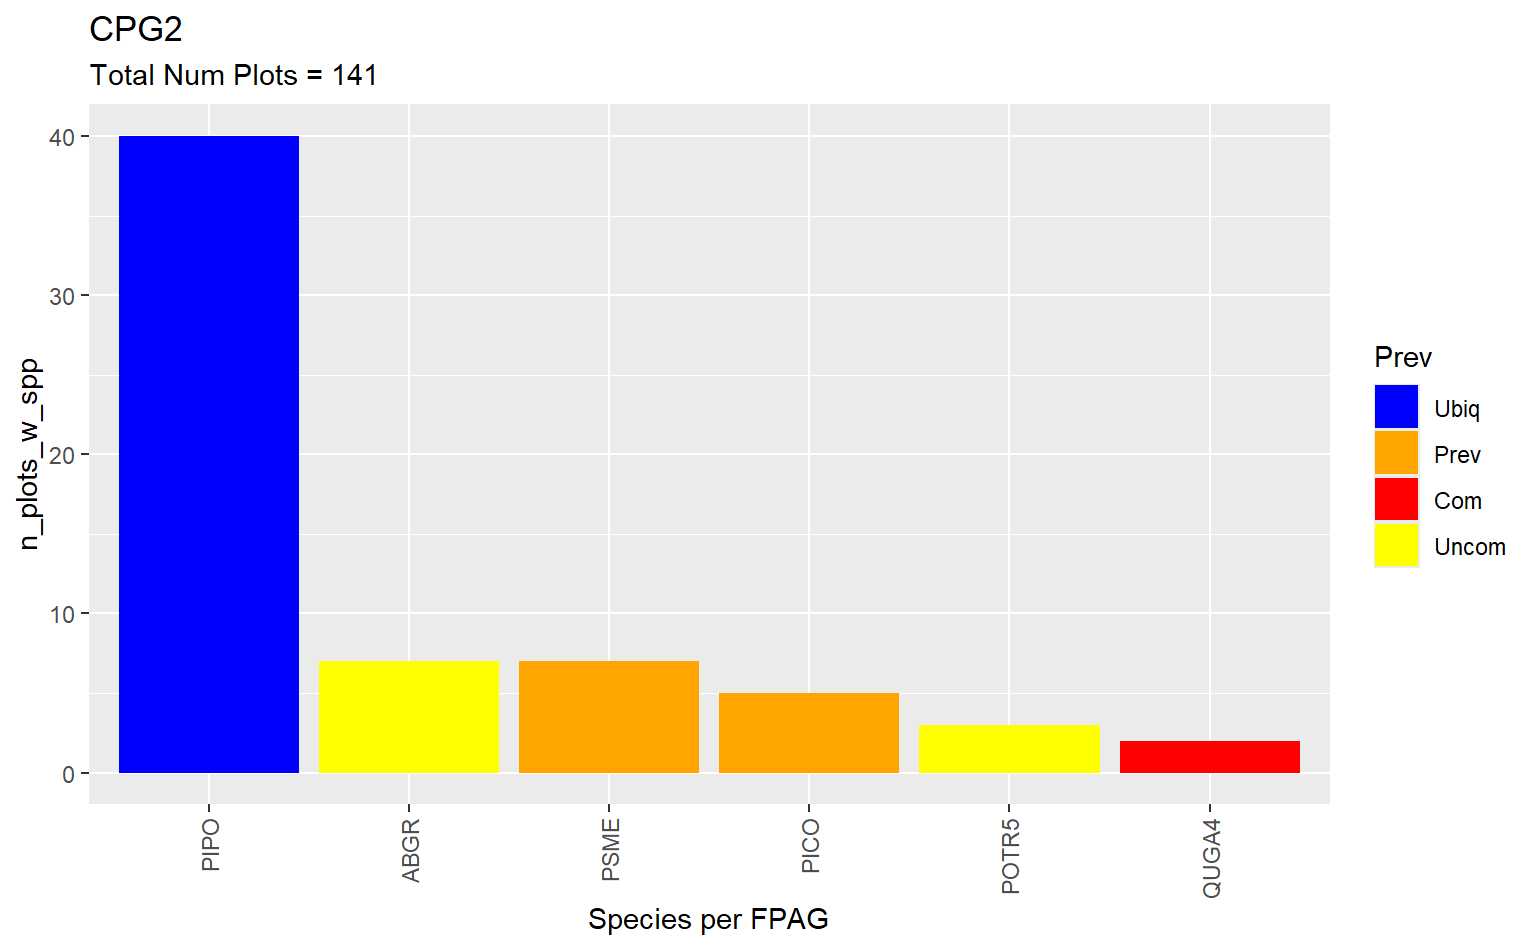 CPG2
Total Num Plots = 141
n_plots_w_spp
40
30
20
10
0
PIPO
ABGR
PSME
PICO
POTR5
QUGA4
Species per FPAG
Prev
Ubiq
Prev
Com
Uncom